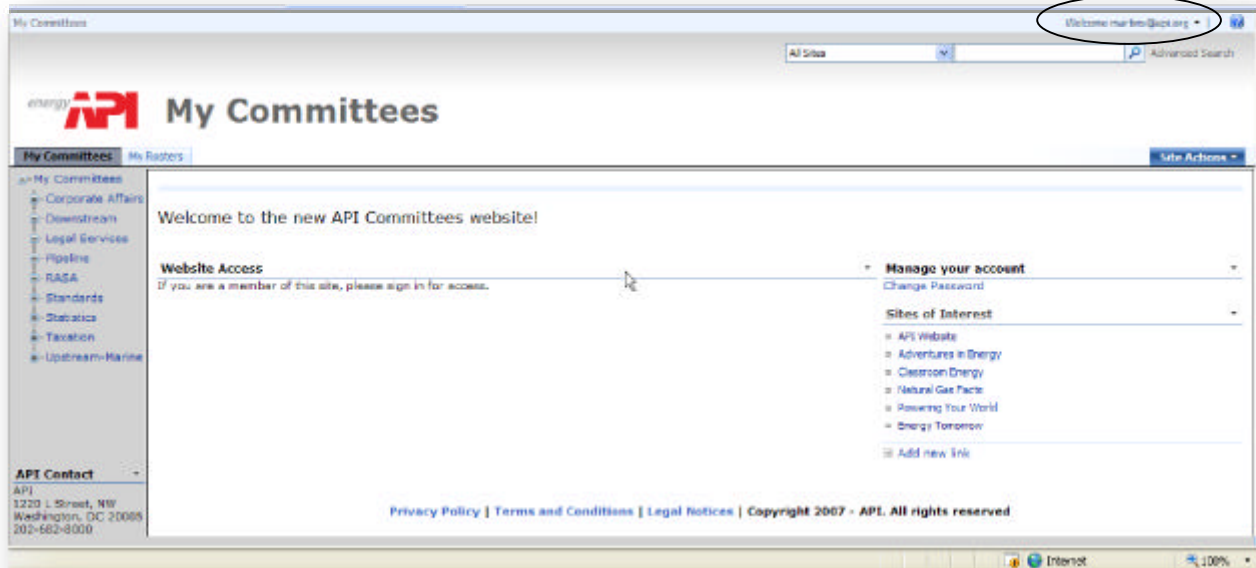 My Committees
Welcome
All Sites Advanced Search
energy API My Committees
My Committees My Rosters Site Actions
My Committees
Corporate Affairs
Downstream
Legal Services
Pipeline
RASA
Standards
Statistics
Taxation
Upstream-Marine
Welcome to the new API Committees website!
Website Access
If you are a member of this site, please sign in for access.
Manage your account
Change Password
Sites of Interest
API Website
Adventures in Energy
Classroom Energy
Natural Gas Facts
Powering Your World
Energy Tomorrow
Add new link
API Contact
API
1220 L Street, NW
Washington, DC 20005
202-682-8000
Privacy Policy | Terms and Conditions | Legal Notices | Copyright 2007 - API. All rights reserved
Internet 100%